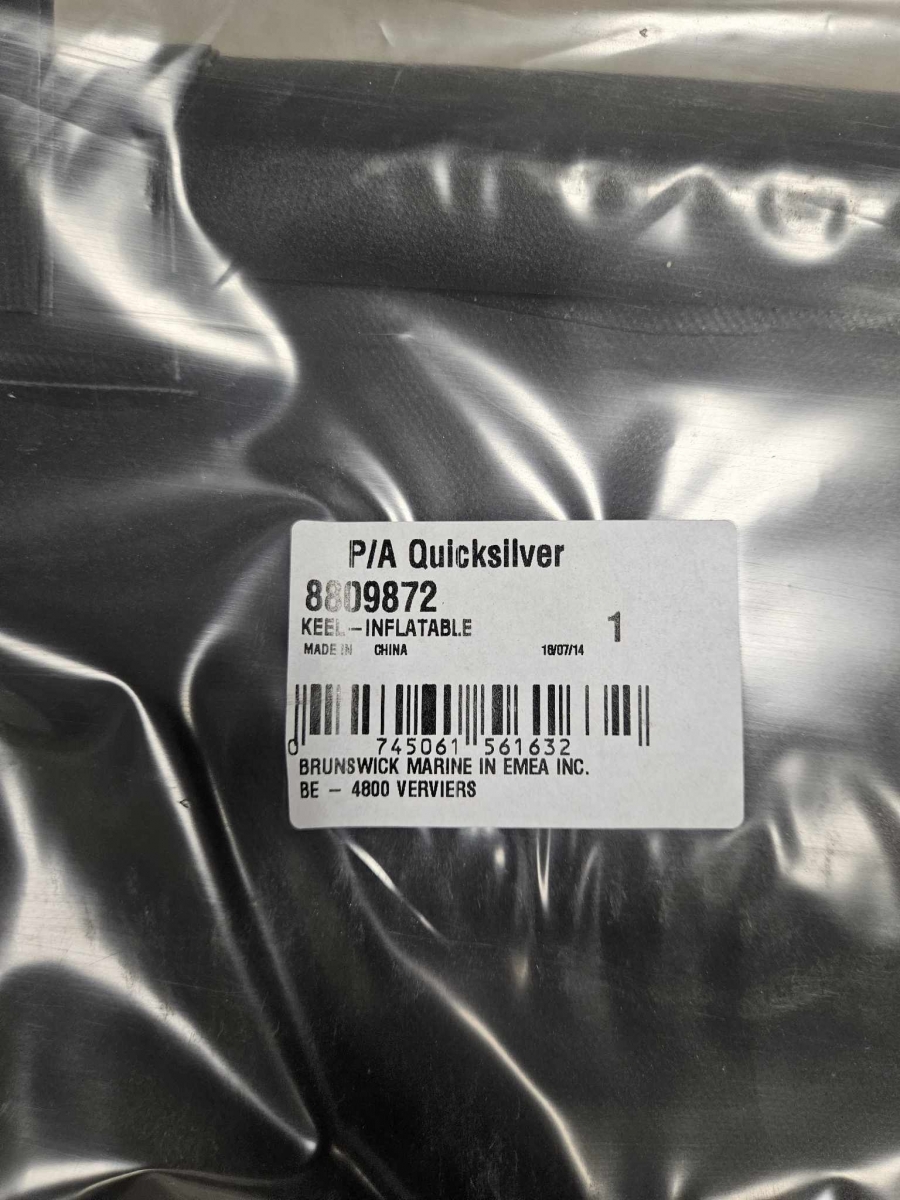 P/A Quicksilver
8809872
KEEL-INFLATABLE
1
MADE IN CHINA
18/07/14
0 745061 561632
BRUNSWICK MARINE IN EMEA INC.
BE - 4800 VERVIERS